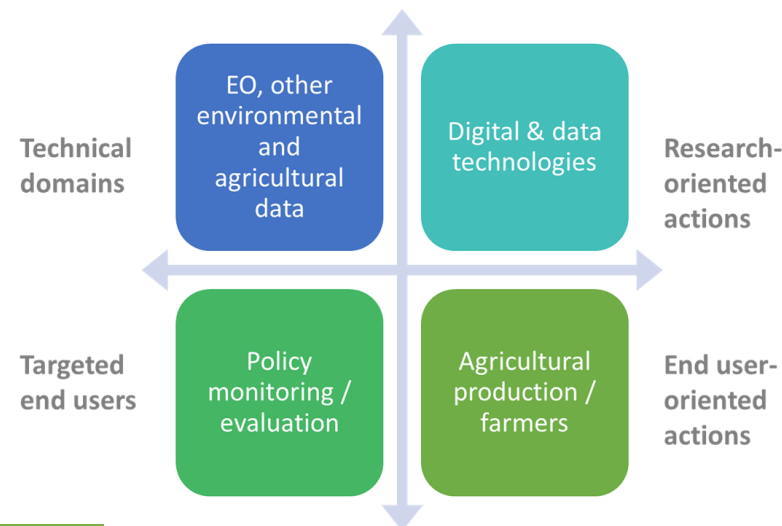 Technical
domains
EO, other
environmental
and
agricultural
data
Digital & data
technologies
Research-
oriented
actions
Targeted
end users
Policy
monitoring /
evaluation
Agricultural
production /
farmers
End user-
oriented
actions